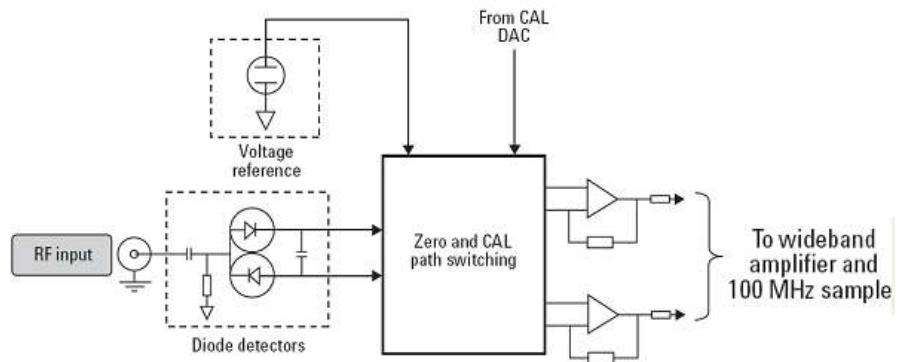 From CAL
DAC
Voltage
reference
RF input
Zero and CAL
path switching
To wideband
amplifier and
100 MHz sample
Diode detectors